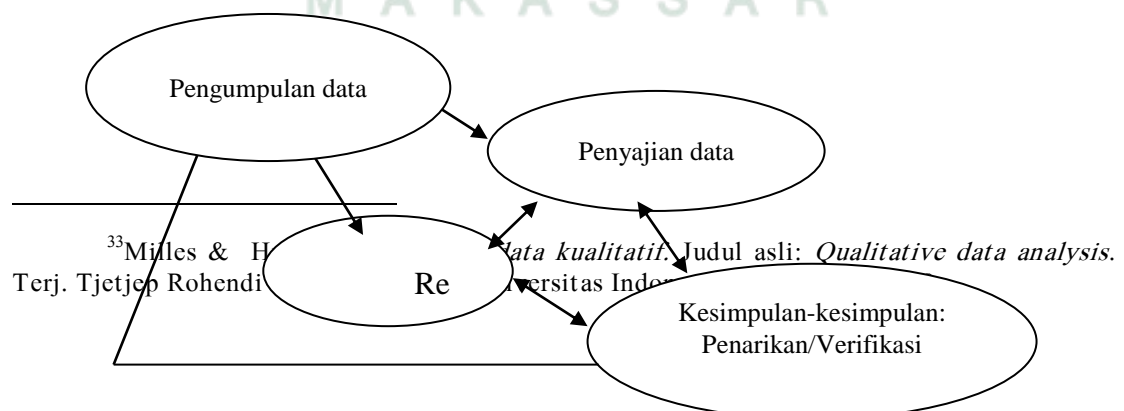 M A K A S S A R
Pengumpulan data
Penyajian data
33Milles & H data kualitatif. Judul asli: Qualitative data analysis.
Terj. Tjetjep Rohendi Re versitas Indo
Kesimpulan-kesimpulan:
Penarikan/Verifikasi